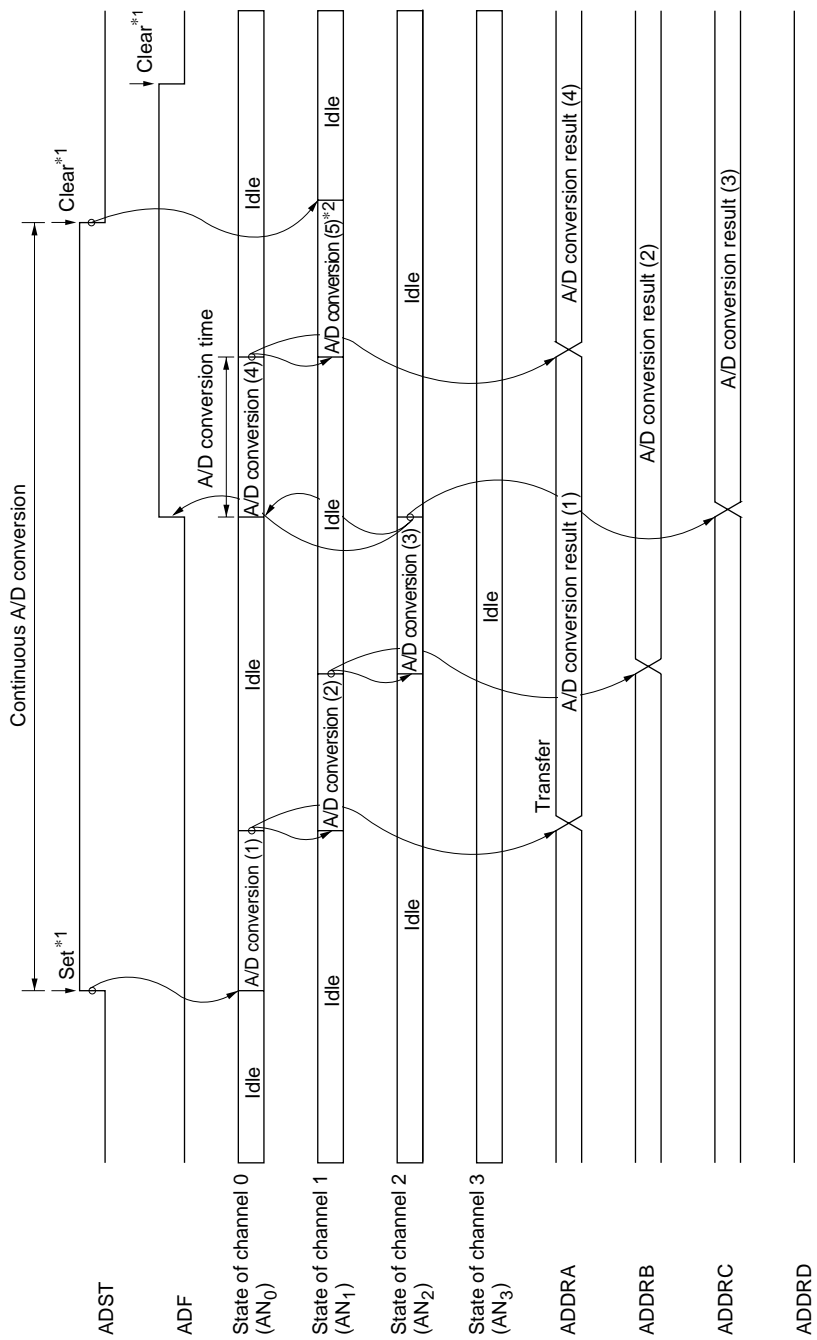 Continuous A/D conversion
Set*1
Clear*1
ADST
Clear*1
ADF
A/D conversion time
State of channel 0
(AN0)
Idle
A/D conversion (1)
Idle
A/D conversion (4)
Idle
State of channel 1
(AN1)
Idle
A/D conversion (2)
Idle
A/D conversion (5)*2
Idle
State of channel 2
(AN2)
Idle
A/D conversion (3)
Idle
State of channel 3
(AN3)
Idle
Transfer
ADDRA
A/D conversion result (1)
A/D conversion result (4)
ADDRB
A/D conversion result (2)
ADDRC
A/D conversion result (3)
ADDRD